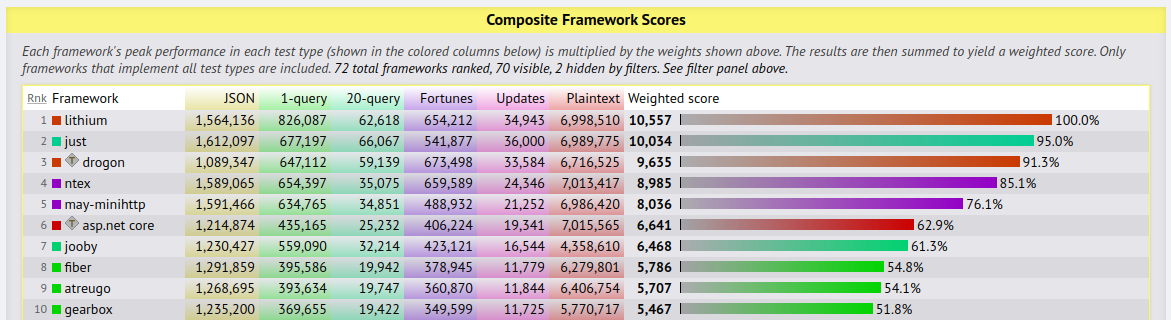 Composite Framework Scores
Each framework's peak performance in each test type (shown in the colored columns below) is multiplied by the weights shown above. The results are then summed to yield a weighted score. Only
frameworks that implement all test types are included. 72 total frameworks ranked, 70 visible, 2 hidden by filters. See filter panel above.
Rnk Framework JSON 1-query 20-query Fortunes Updates Plaintext Weighted score
1 lithium 1,564,136 826,087 62,618 654,212 34,943 6,998,510 10,557 100.0%
2 just 1,612,097 677,197 66,067 541,877 36,000 6,989,775 10,034 95.0%
3 T drogon 1,089,347 647,112 59,139 673,498 33,584 6,716,525 9,635 91.3%
4 ntex 1,589,065 654,397 35,075 659,589 24,346 7,013,417 8,985 85.1%
5 may-minihttp 1,591,466 634,765 34,851 488,932 21,252 6,986,420 8,036 76.1%
6 T asp.net core 1,214,874 435,165 25,232 406,224 19,341 7,015,565 6,641 62.9%
7 jooby 1,230,427 559,090 32,214 423,121 16,544 4,358,610 6,468 61.3%
8 fiber 1,291,859 395,586 19,942 378,945 11,779 6,279,801 5,786 54.8%
9 atreugo 1,268,695 393,634 19,747 360,870 11,844 6,406,754 5,707 54.1%
10 gearbox 1,235,200 369,655 19,422 349,599 11,725 5,770,717 5,467 51.8%